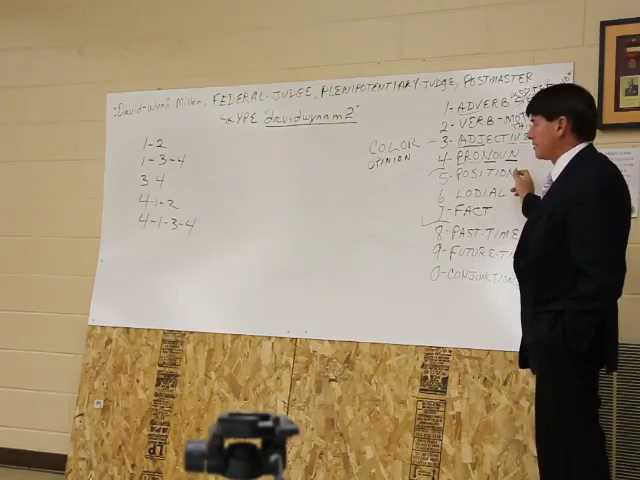 :David-Wynn: Miller, FEDERAL-JUDGE, PLENIPOTENTIARY-JUDGE, POSTMASTER
SKYPE "davidwynnm2"
1-2
1-3-4
3-4
4-1-2
4-1-3-4
COLOR
OPINION
1- ADVERB
2- VERB
3- ADJECTIVE
4- PRONOUN
5- POSITION
6- LODIAL
7- FACT
8- PAST-TIME
9- FUTURE-TI
0- CONJUNCTION